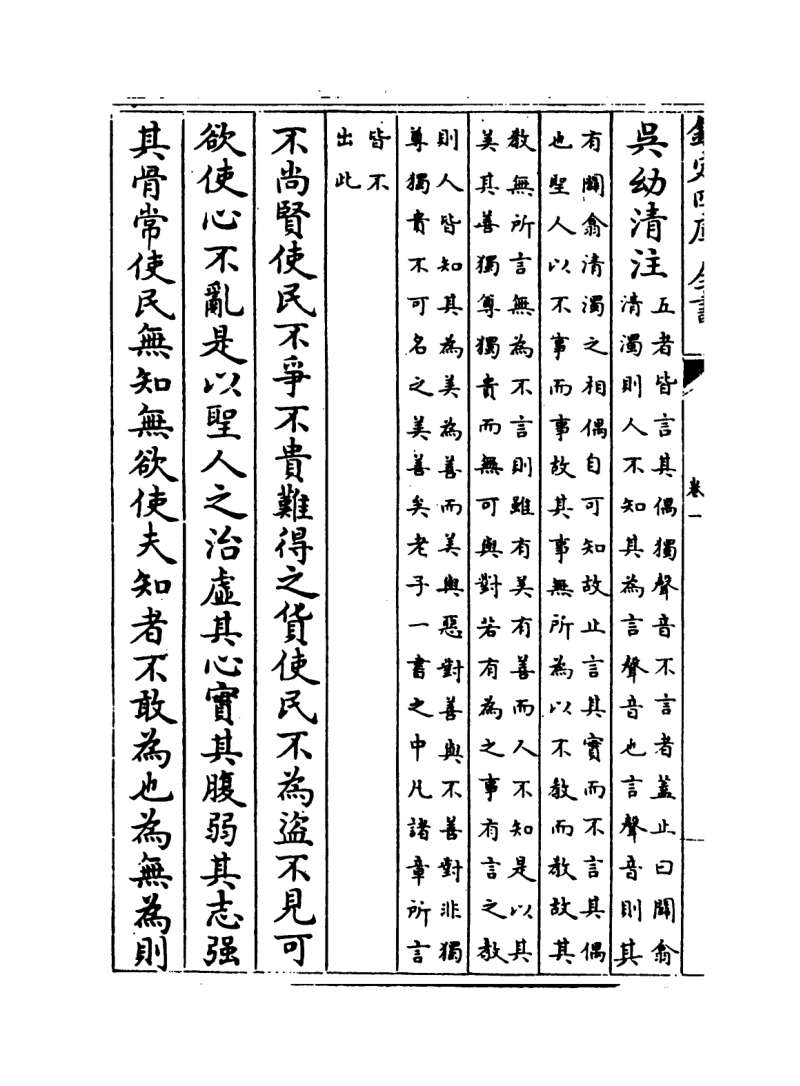 欽定四庫全書
卷一
吳幼清注
五者皆言其偶獨聲音不言者蓋止曰闢翕
清濁則人不知其為言聲音也言聲音則其
有闢翕清濁之相偶自可知故止言其實而不言其偶
也聖人以不事而事故其事無所為以不教而教故其
教無所言無為不言則雖有美有善而人不知是以其
美其善獨尊獨貴而無可與對若有為之事有言之教
則人皆知其為美為善而美與惡對善與不善對非獨
尊獨貴不可名之美善矣老子一書之中凡諸章所言
皆不
出此
不尚賢使民不爭不貴難得之貨使民不為盜不見可
欲使心不亂是以聖人之治虛其心實其腹弱其志强
其骨常使民無知無欲使夫知者不敢為也為無為則